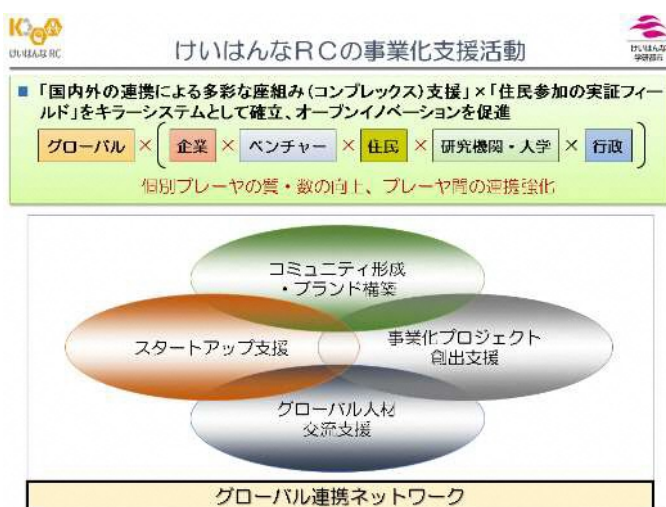 けいはんなRC
けいはんなRCの事業化支援活動
けいはんな
学研都市
■ 「国内外の連携による多彩な座組み(コンプレックス)支援」×「住民参加の実証フィー
ルド」をキラーシステムとして確立、オープンイノベーションを促進
グローバル × ( 企業 × ベンチャー × 住民 × 研究機関・大学 × 行政 )
個別プレーヤの質・数の向上、プレーヤ間の連携強化
コミュニティ形成
・ブランド構築
スタートアップ支援
事業化プロジェクト
創出支援
グローバル人材
交流支援
グローバル連携ネットワーク